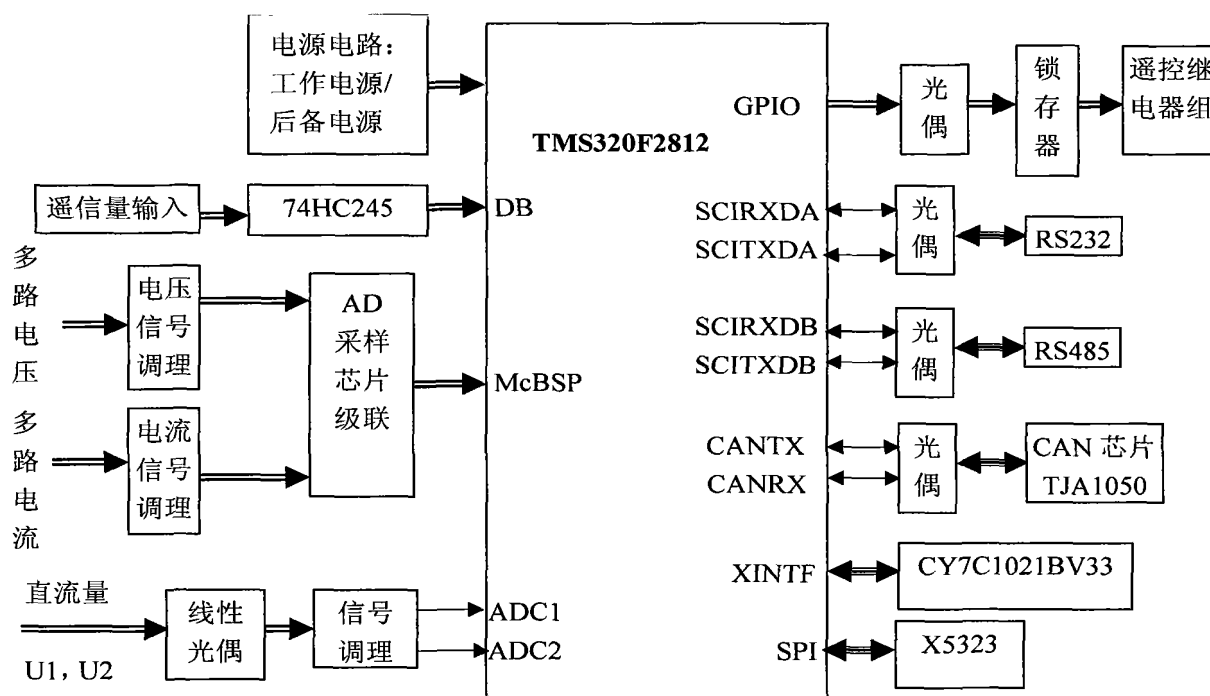 电源电路：
工作电源/
后备电源
遥信量输入
74HC245
DB
多路电压
电压
信号
调理
AD
采样
芯片
级联
McBSP
多路电流
电流
信号
调理
直流量
U1，U2
线性
光偶
信号
调理
ADC1
ADC2
TMS320F2812
GPIO
光偶
锁存器
遥控继
电器组
SCIRXDA
SCITXDA
光偶
RS232
SCIRXDB
SCITXDB
光偶
RS485
CANTX
CANRX
光偶
CAN 芯片
TJA1050
XINTF
CY7C1021BV33
SPI
X5323